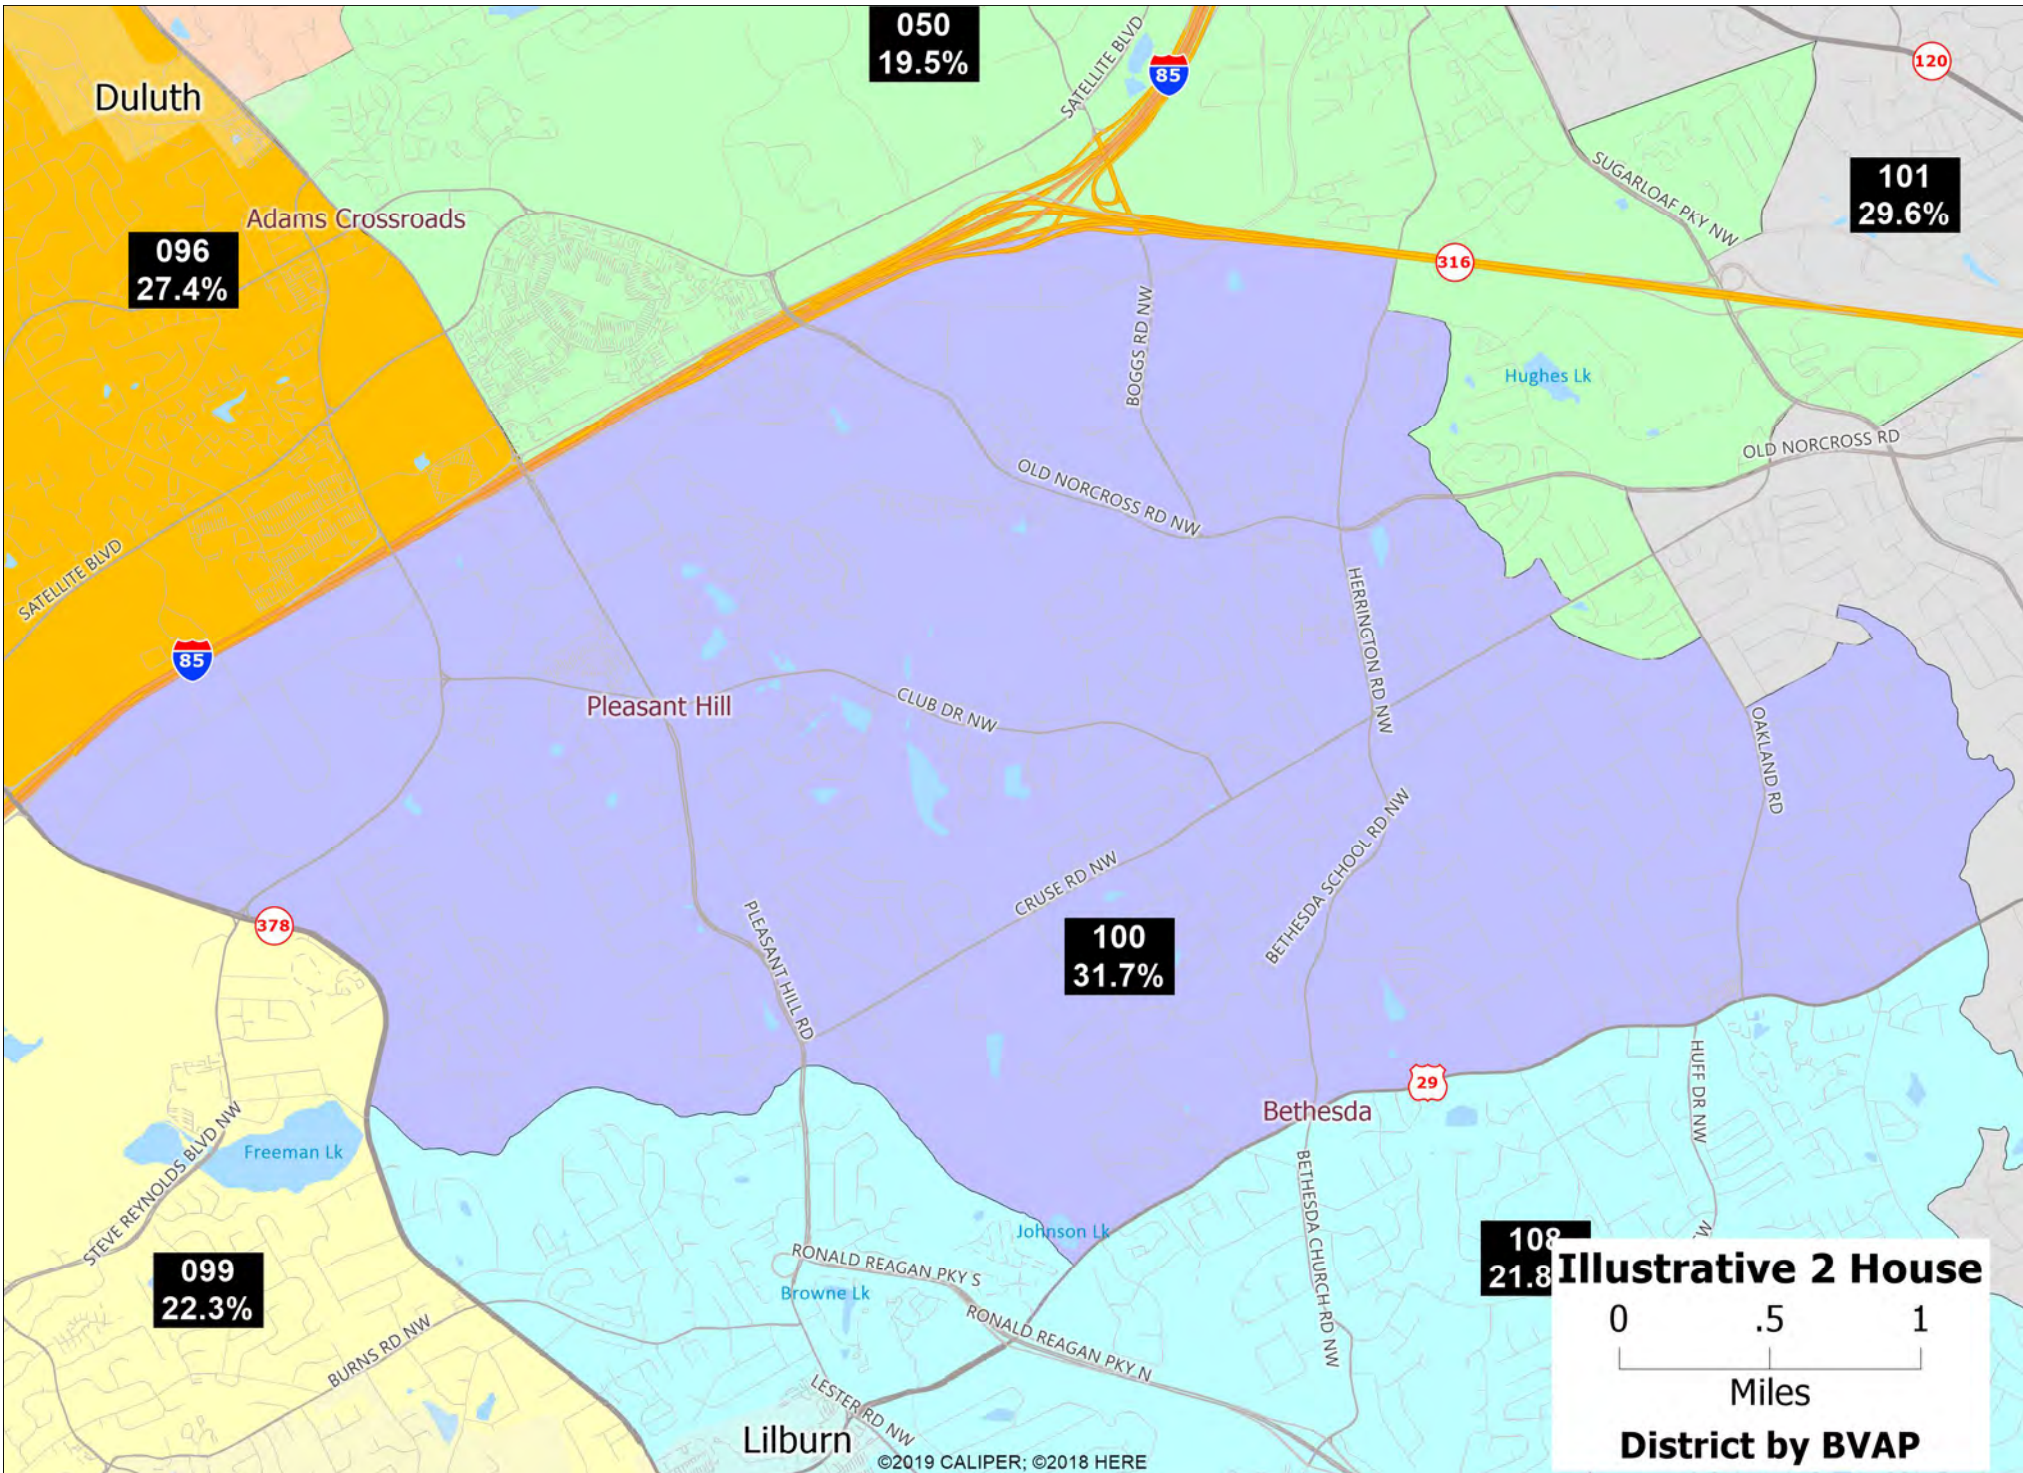 050
19.5%
SATELLITE BLVD
85
120
Duluth
SUGARLOAF PKY NW
101
29.6%
Adams Crossroads
096
27.4%
316
BOGGS RD NW
Hughes Lk
OLD NORCROSS RD
OLD NORCROSS RD NW
SATELLITE BLVD
HERRINGTON RD NW
85
Pleasant Hill
CLUB DR NW
OAKLAND RD
BETHESDA SCHOOL RD NW
CRUSE RD NW
378
PLEASANT HILL RD
100
31.7%
HUFF DR NW
29
Bethesda
STEVE REYNOLDS BLVD NW
Freeman Lk
BETHESDA CHURCH RD NW
Johnson Lk
099
22.3%
RONALD REAGAN PKY S
Browne Lk
RONALD REAGAN PKY N
BURNS RD NW
LESTER RD NW
Lilburn
©2019 CALIPER; ©2018 HERE
108
21.8
Illustrative 2 House
0 .5 1
Miles
District by BVAP